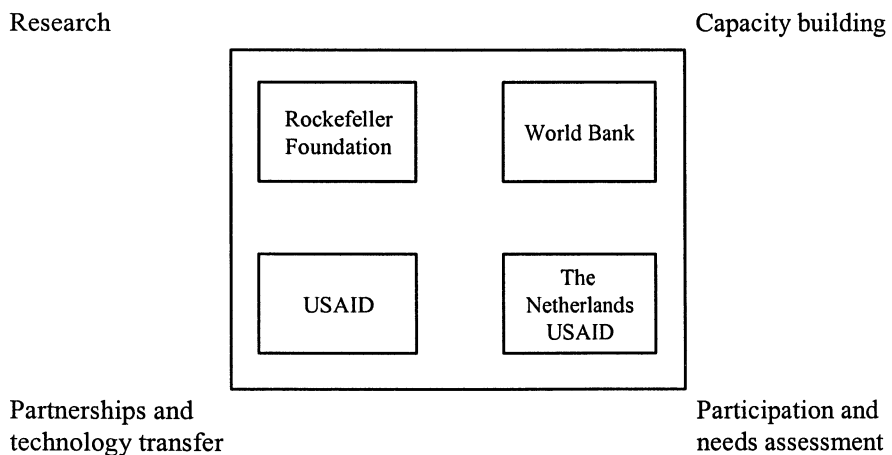 Research
Capacity building
Rockefeller
Foundation
World Bank
USAID
The
Netherlands
USAID
Partnerships and
technology transfer
Participation and
needs assessment